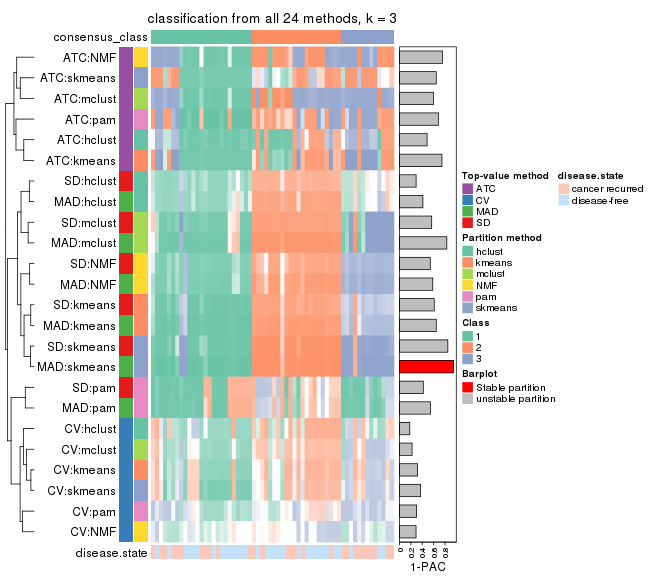 classification from all 24 methods, k = 3
consensus_class
ATC:NMF
ATC:skmeans
ATC:mclust
ATC:pam
ATC:hclust
ATC:kmeans
SD:hclust
MAD:hclust
SD:mclust
MAD:mclust
SD:NMF
MAD:NMF
SD:kmeans
MAD:kmeans
SD:skmeans
MAD:skmeans
SD:pam
MAD:pam
CV:hclust
CV:mclust
CV:kmeans
CV:skmeans
CV:pam
CV:NMF
disease.state
0 0.2 0.4 0.6 0.8
1-PAC
Top-value method
ATC
CV
MAD
SD
Partition method
hclust
kmeans
mclust
NMF
pam
skmeans
Class
1
2
3
Barplot
Stable partition
unstable partition
disease.state
cancer recurred
disease-free